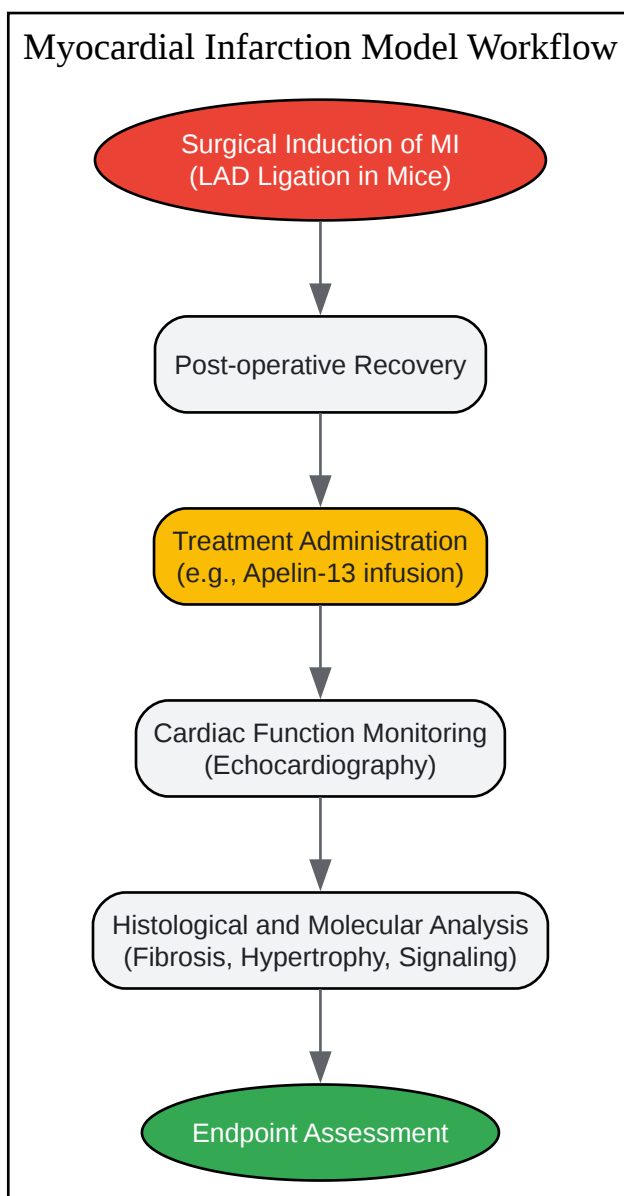 Myocardial Infarction Model Workflow
Surgical Induction of MI
(LAD Ligation in Mice)
Post-operative Recovery
Treatment Administration
(e.g., Apelin-13 infusion)
Cardiac Function Monitoring
(Echocardiography)
Histological and Molecular Analysis
(Fibrosis, Hypertrophy, Signaling)
Endpoint Assessment